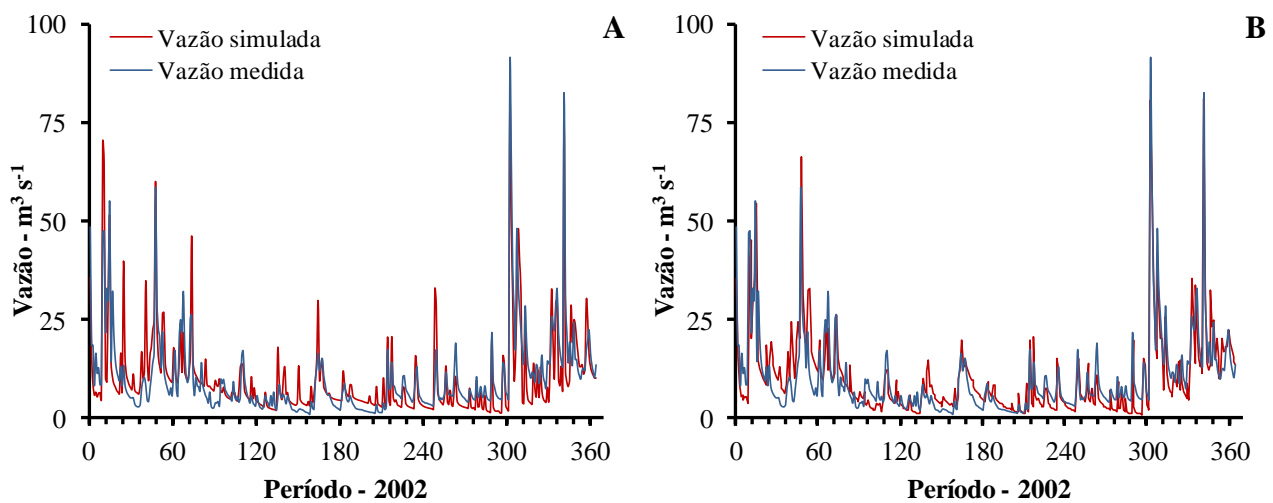 A
Vazão simulada
Vazão medida
Vazão - m³ s⁻¹
100
75
50
25
0
0 60 120 180 240 300 360
Período - 2002
B
Vazão simulada
Vazão medida
Vazão - m³ s⁻¹
100
75
50
25
0
0 60 120 180 240 300 360
Período - 2002